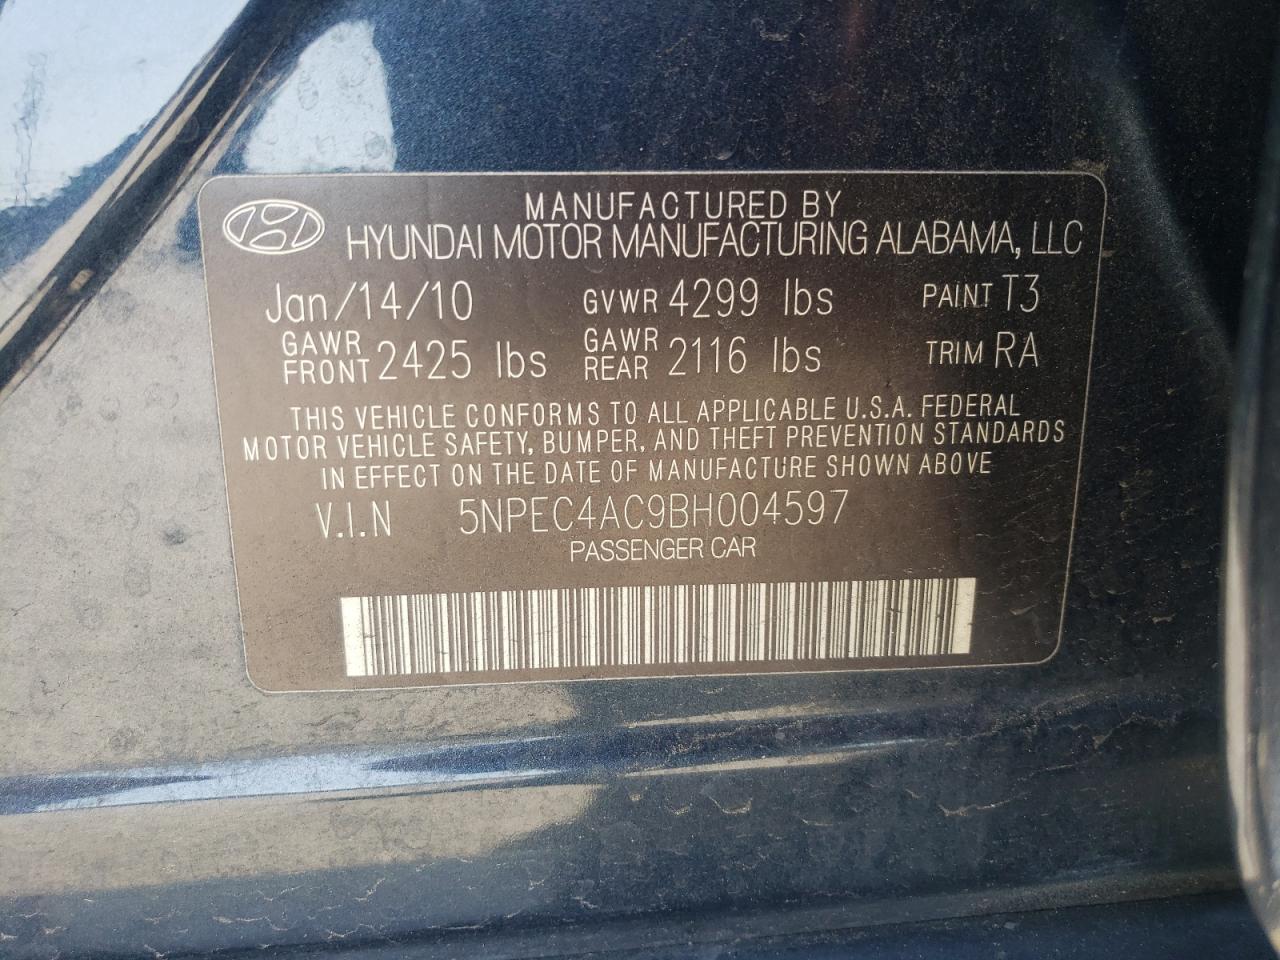 MANUFACTURED BY
HYUNDAI MOTOR MANUFACTURING ALABAMA, LLC
Jan/14/10 GVWR 4299 lbs PAINT T3
GAWR FRONT 2425 lbs GAWR REAR 2116 lbs TRIM RA
THIS VEHICLE CONFORMS TO ALL APPLICABLE U.S.A. FEDERAL
MOTOR VEHICLE SAFETY, BUMPER, AND THEFT PREVENTION STANDARDS
IN EFFECT ON THE DATE OF MANUFACTURE SHOWN ABOVE
V.I.N 5NPEC4AC9BH004597
PASSENGER CAR